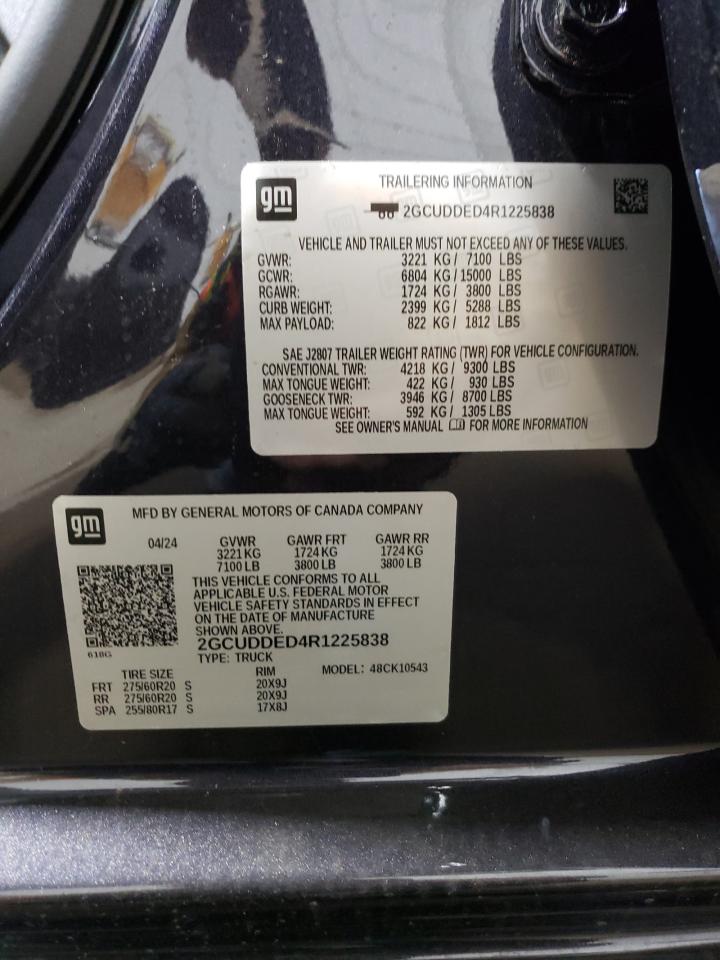 gm
TRAILERING INFORMATION
2GCUDDED4R1225838
VEHICLE AND TRAILER MUST NOT EXCEED ANY OF THESE VALUES.
GVWR: 3221 KG / 7100 LBS
GCWR: 6804 KG / 15000 LBS
RGAWR: 1724 KG / 3800 LBS
CURB WEIGHT: 2399 KG / 5288 LBS
MAX PAYLOAD: 822 KG / 1812 LBS
SAE J2807 TRAILER WEIGHT RATING (TWR) FOR VEHICLE CONFIGURATION.
CONVENTIONAL TWR: 4218 KG / 9300 LBS
MAX TONGUE WEIGHT: 422 KG / 930 LBS
GOOSENECK TWR: 3946 KG / 8700 LBS
MAX TONGUE WEIGHT: 592 KG / 1305 LBS
SEE OWNER'S MANUAL FOR MORE INFORMATION
gm
MFD BY GENERAL MOTORS OF CANADA COMPANY
04/24 GVWR GAWR FRT GAWR RR
3221 KG 1724 KG 1724 KG
7100 LB 3800 LB 3800 LB
THIS VEHICLE CONFORMS TO ALL
APPLICABLE U.S. FEDERAL MOTOR
VEHICLE SAFETY STANDARDS IN EFFECT
ON THE DATE OF MANUFACTURE
SHOWN ABOVE.
2GCUDDED4R1225838
618G
TYPE: TRUCK MODEL: 48CK10543
TIRE SIZE RIM
FRT 275/60R20 S 20X9J
RR 275/60R20 S 20X9J
SPA 255/80R17 S 17X8J